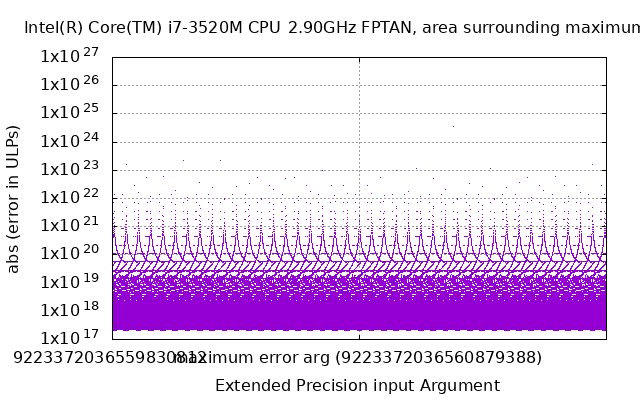 Intel(R) Core(TM) i7-3520M CPU 2.90GHz FPTAN, area surrounding maximum
1x10^27
1x10^26
1x10^25
1x10^24
1x10^23
1x10^22
1x10^21
1x10^20
1x10^19
1x10^18
1x10^17
abs (error in ULPs)
9223372036559830812
maximum error arg (9223372036560879388)
Extended Precision input Argument